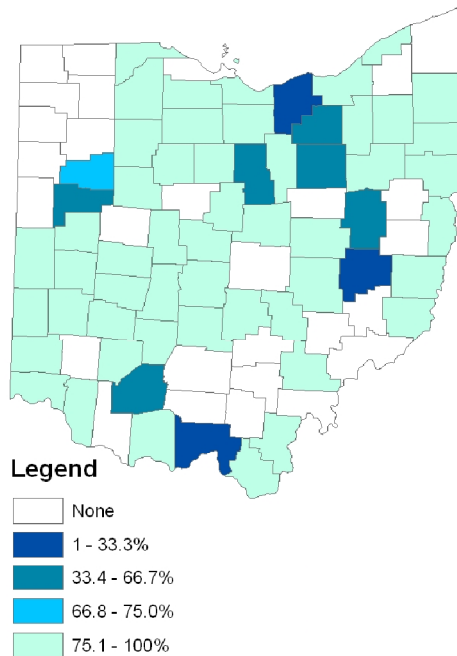 Legend
None
1 - 33.3%
33.4 - 66.7%
66.8 - 75.0%
75.1 - 100%